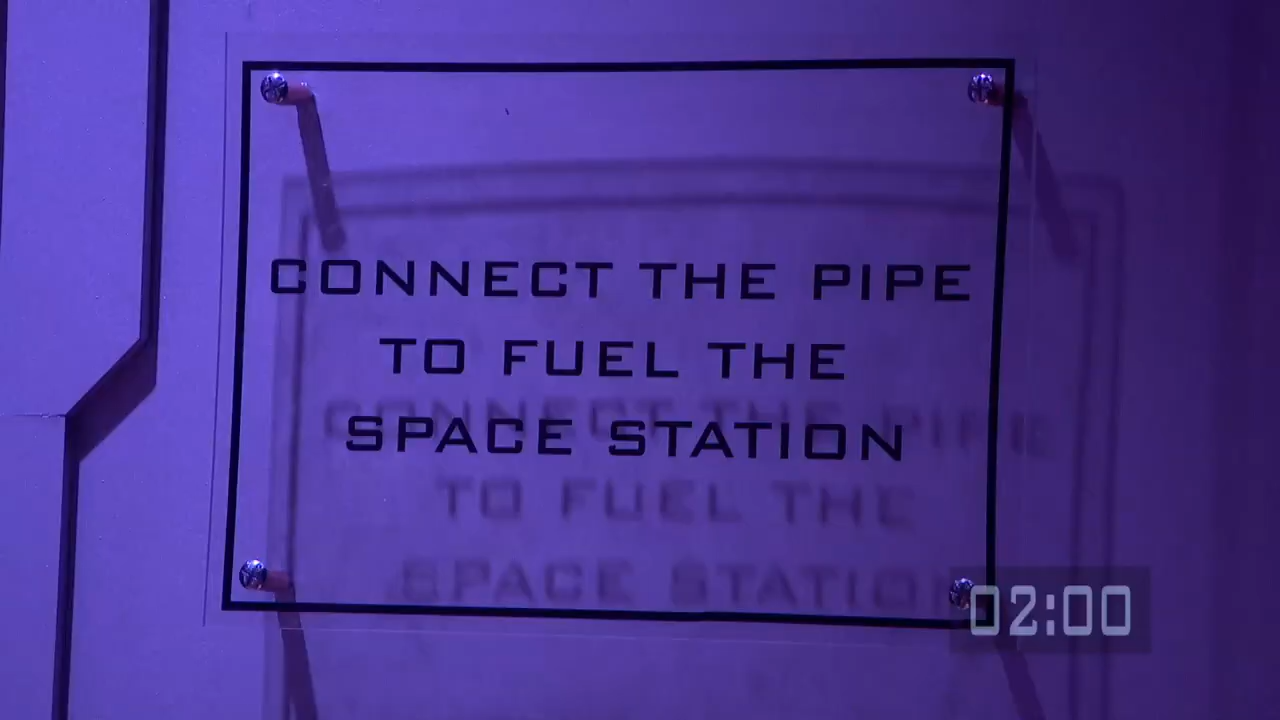 CONNECT THE PIPE
TO FUEL THE
SPACE STATION
02:00